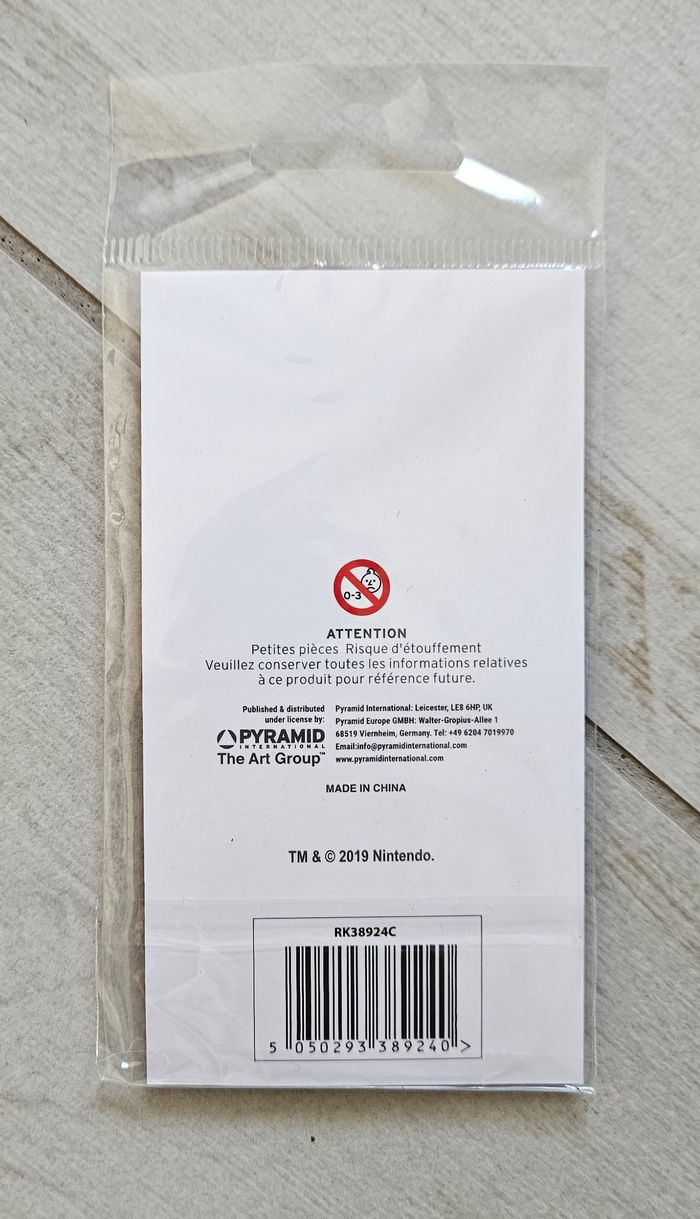 0-3
ATTENTION
Petites pièces Risque d'étouffement
Veuillez conserver toutes les informations relatives
à ce produit pour référence future.
Published & distributed
under license by:
PYRAMID
INTERNATIONAL
The Art Group™
Pyramid International: Leicester, LE8 6HP, UK
Pyramid Europe GMBH: Walter-Gropius-Allee 1
68519 Viernheim, Germany. Tel: +49 6204 7019970
Email:info@pyramidinternational.com
www.pyramidinternational.com
MADE IN CHINA
TM & © 2019 Nintendo.
RK38924C
5 050293 389240 >